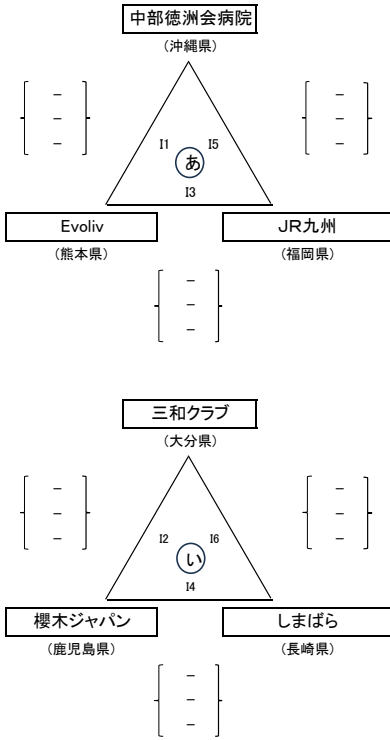 中部徳洲会病院
（沖縄県）
－ －
－ －
－ －
I1 I5
あ
I3
Evoliv JR九州
（熊本県） （福岡県）
－
－
－
三和クラブ
（大分県）
－ －
－ －
－ －
I2 I6
い
I4
櫻木ジャパン しまばら
（鹿児島県） （長崎県）
－
－
－